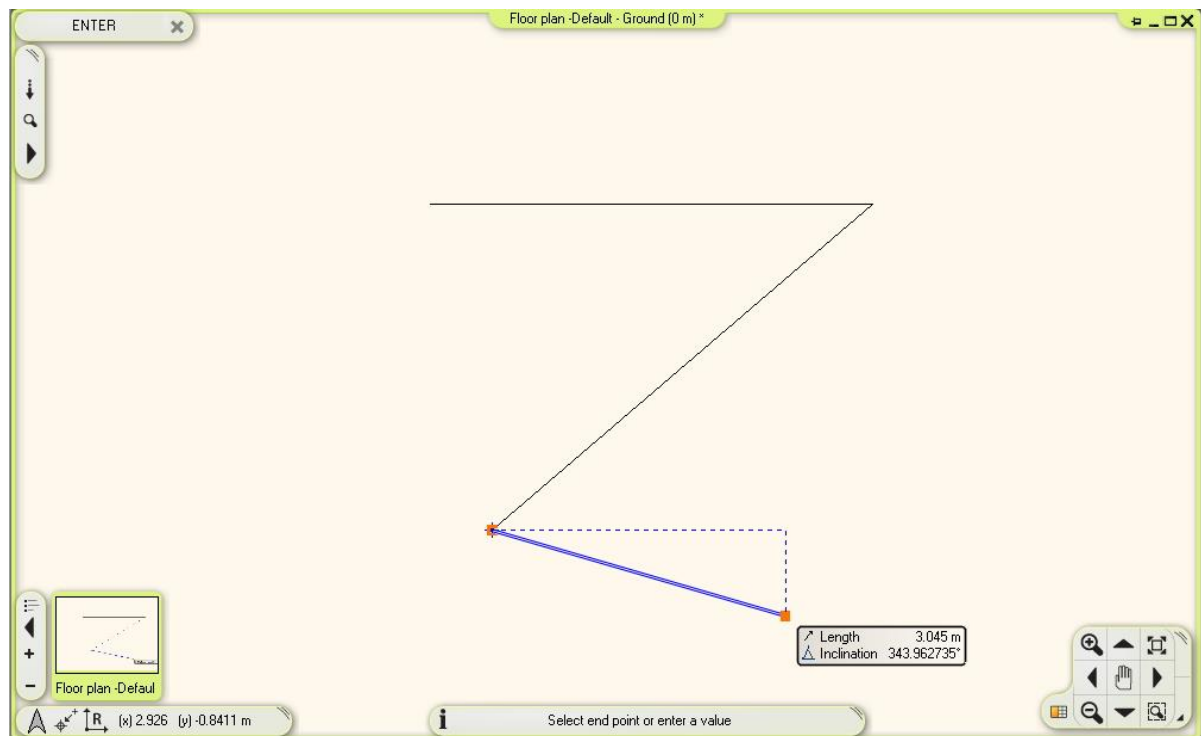 ENTER
Floor plan -Default - Ground (0 m) *
Length 3.045 m
Inclination 343.962735°
Floor plan -Defaul
R (x) 2.926 (y) -0.8411 m
i Select end point or enter a value